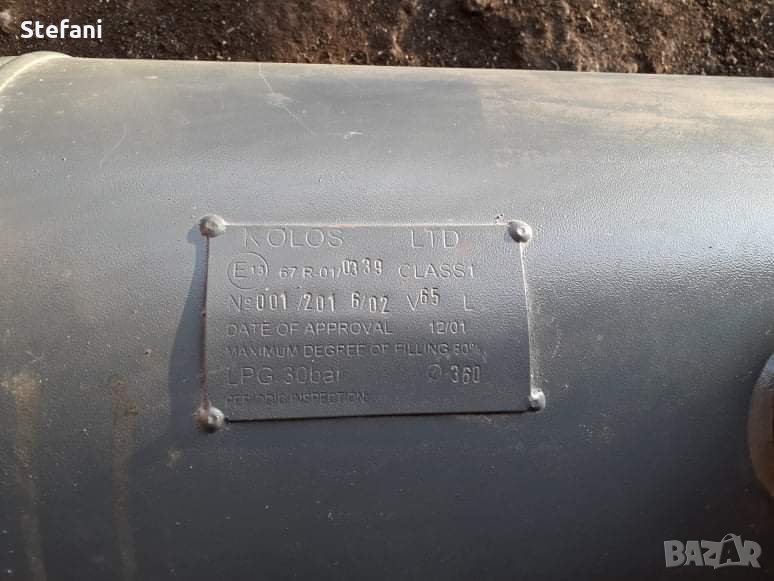 Stefani
KOLOS LTD
E13 67 R-01/0339 CLASS1
№001/201 6/02 V65 L
DATE OF APPROVAL 12/01
MAXIMUM DEGREE OF FILLING 80%
LPG 30bar Ø 360
PERIODIC INSPECTION:
BAZAR